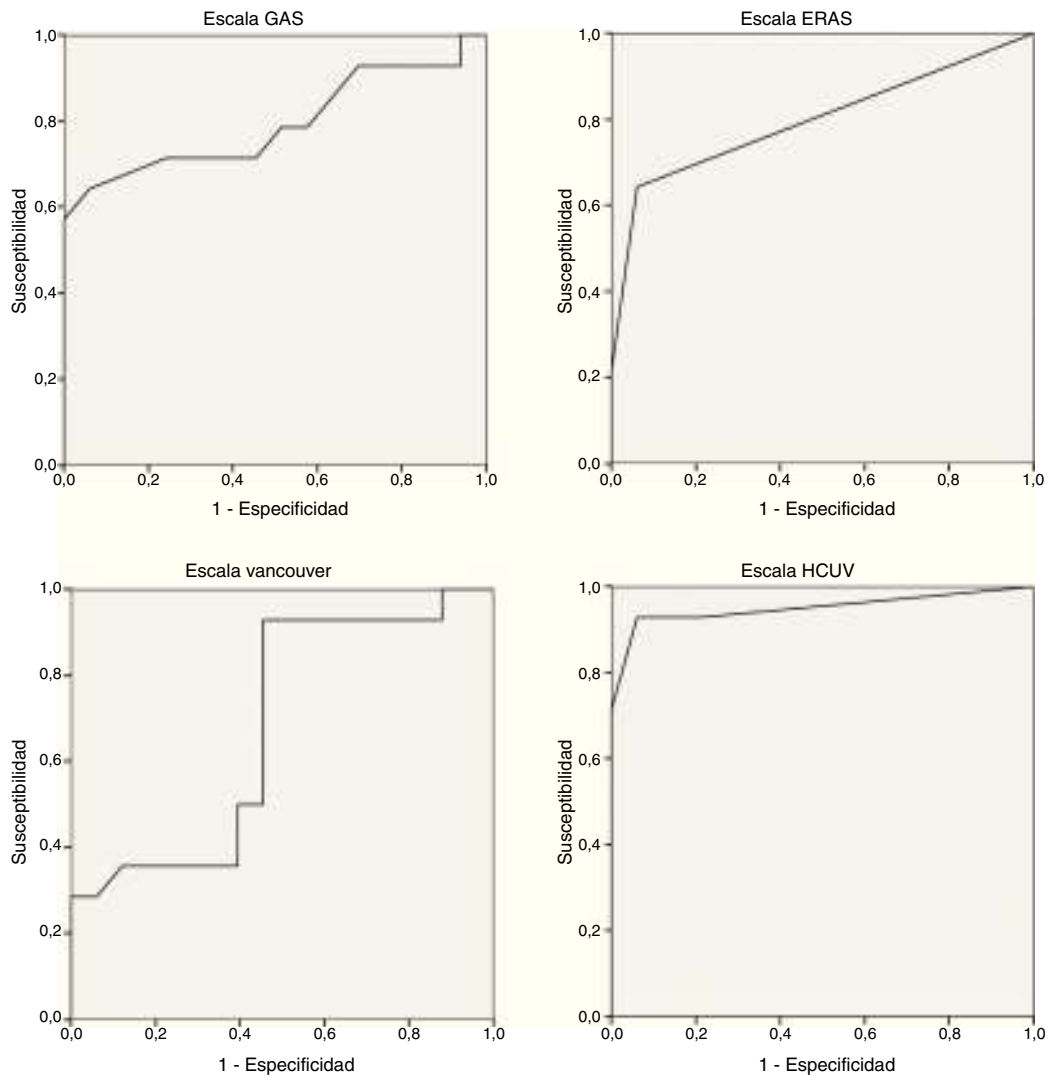 Escala GAS
1,0
0,8
0,6
0,4
0,2
0,0
Susceptibilidad
0,0 0,2 0,4 0,6 0,8 1,0
1 - Especificidad
Escala ERAS
1,0
0,8
0,6
0,4
0,2
0,0
Susceptibilidad
0,0 0,2 0,4 0,6 0,8 1,0
1 - Especificidad
Escala vancouver
1,0
0,8
0,6
0,4
0,2
0,0
Susceptibilidad
0,0 0,2 0,4 0,6 0,8 1,0
1 - Especificidad
Escala HCUV
1,0
0,8
0,6
0,4
0,2
0,0
Susceptibilidad
0,0 0,2 0,4 0,6 0,8 1,0
1 - Especificidad